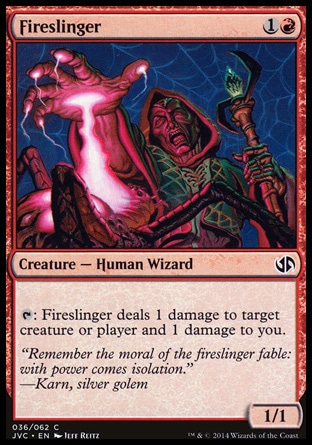 Fireslinger 1
Creature — Human Wizard
: Fireslinger deals 1 damage to target
creature or player and 1 damage to you.
“Remember the moral of the fireslinger fable:
with power comes isolation.”
—Karn, silver golem
036/062 C
JVC • EN Jeff Reitz
™ & © 2014 Wizards of the Coast
1/1